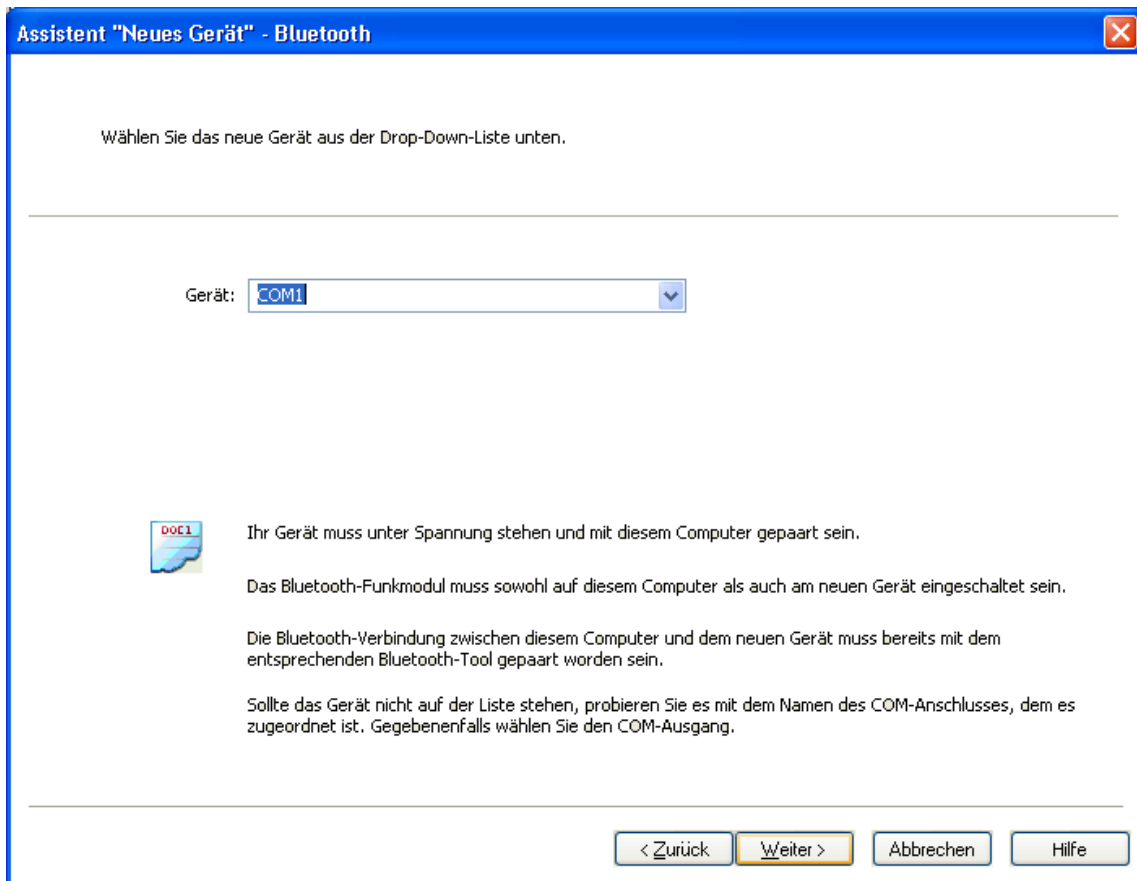 Assistent "Neues Gerät" - Bluetooth
Wählen Sie das neue Gerät aus der Drop-Down-Liste unten.
Gerät: COM1
DOC1
Ihr Gerät muss unter Spannung stehen und mit diesem Computer gepaart sein.
Das Bluetooth-Funkmodul muss sowohl auf diesem Computer als auch am neuen Gerät eingeschaltet sein.
Die Bluetooth-Verbindung zwischen diesem Computer und dem neuen Gerät muss bereits mit dem
entsprechenden Bluetooth-Tool gepaart worden sein.
Sollte das Gerät nicht auf der Liste stehen, probieren Sie es mit dem Namen des COM-Anschlusses, dem es
zugeordnet ist. Gegebenenfalls wählen Sie den COM-Ausgang.
< Zurück Weiter > Abbrechen Hilfe